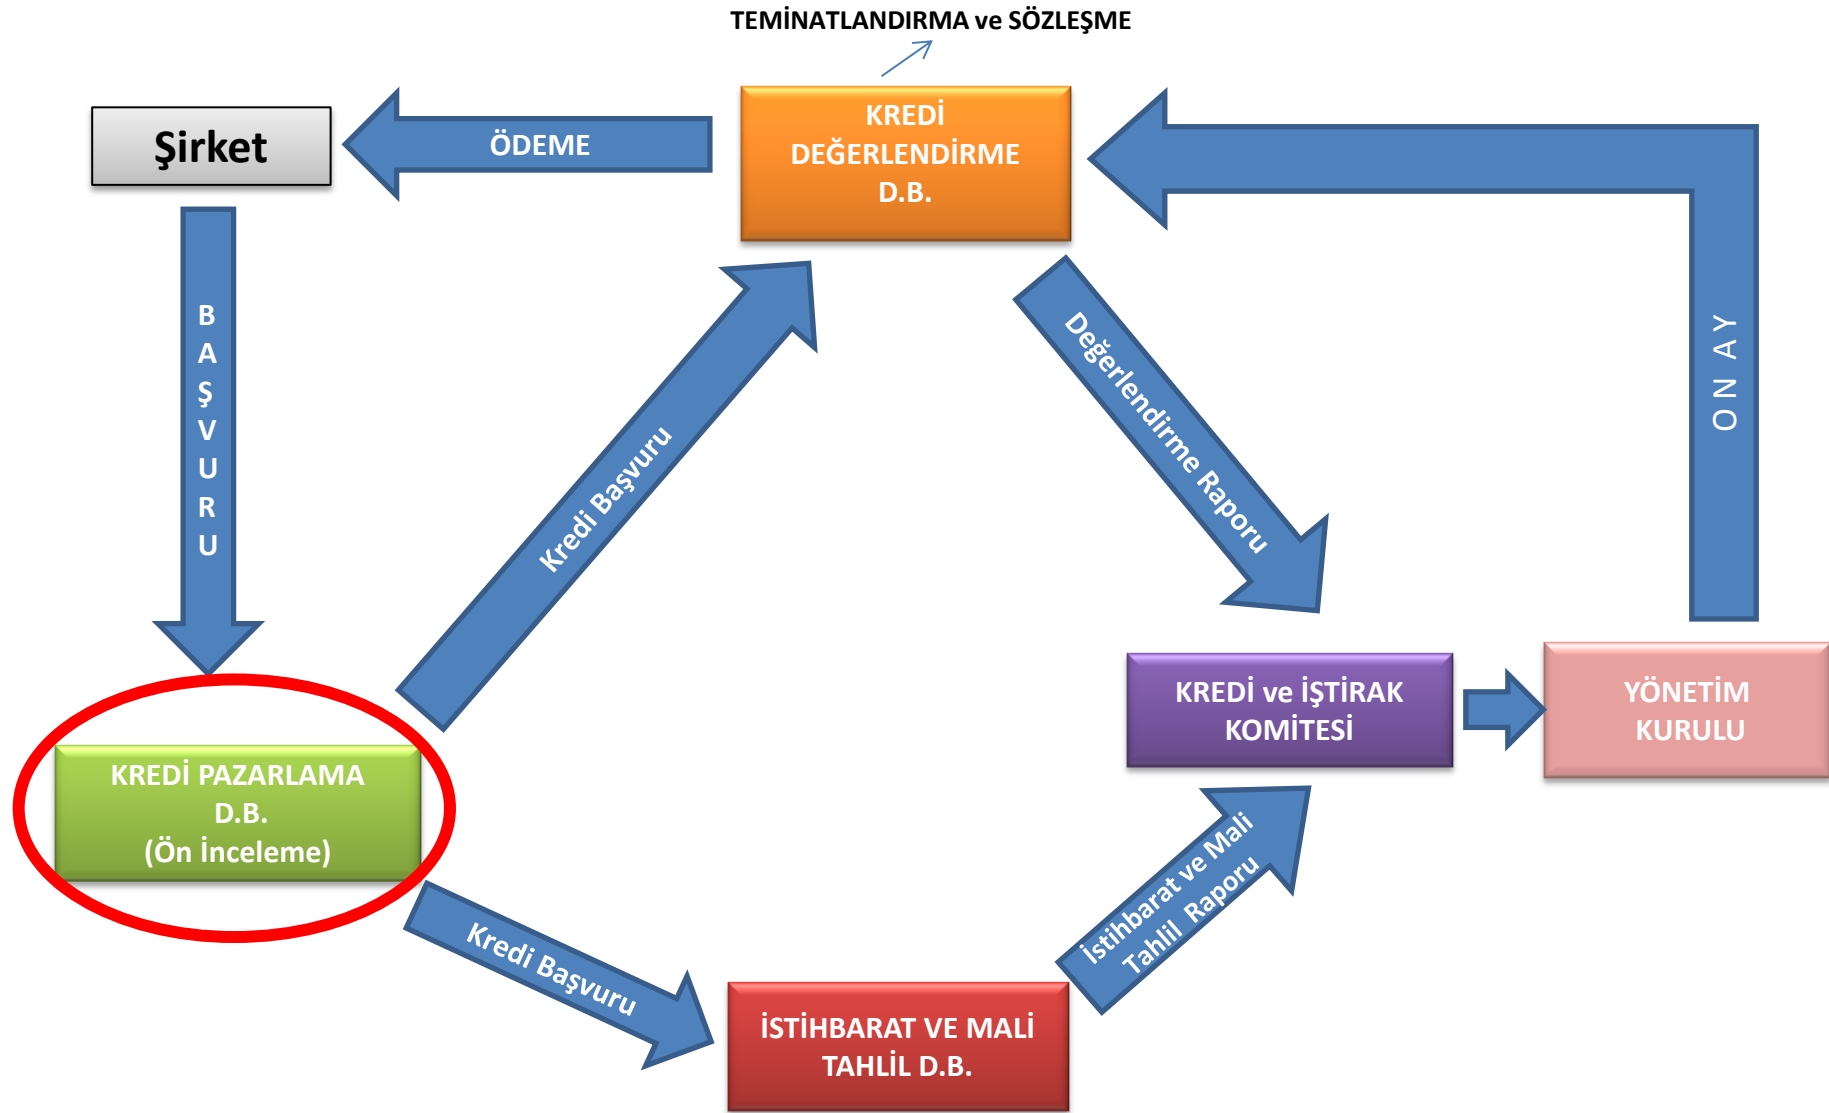 TEMİNATLANDIRMA ve SÖZLEŞME
Şirket
ÖDEME
KREDİ
DEĞERLENDİRME
D.B.
B
A
Ş
V
U
R
U
Kredi Başvuru
Değerlendirme Raporu
O N AY
KREDİ PAZARLAMA
D.B.
(Ön İnceleme)
KREDİ ve İŞTİRAK
KOMİTESİ
YÖNETİM
KURULU
Kredi Başvuru
İstihbarat ve Mali
Tahlil Raporu
İSTİHBARAT VE MALİ
TAHLİL D.B.